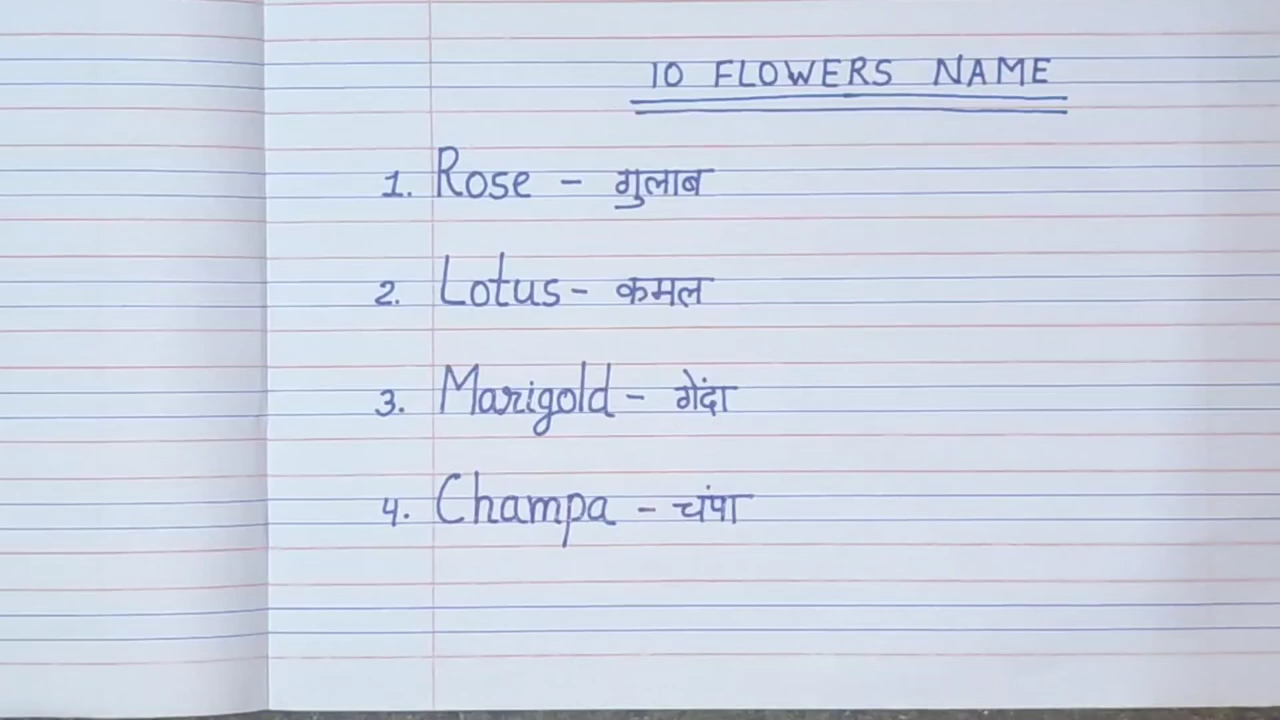 10 FLOWERS NAME
1. Rose - गुलाब
2. Lotus - कमल
3. Marigold - गेंदा
4. Champa - चंपा